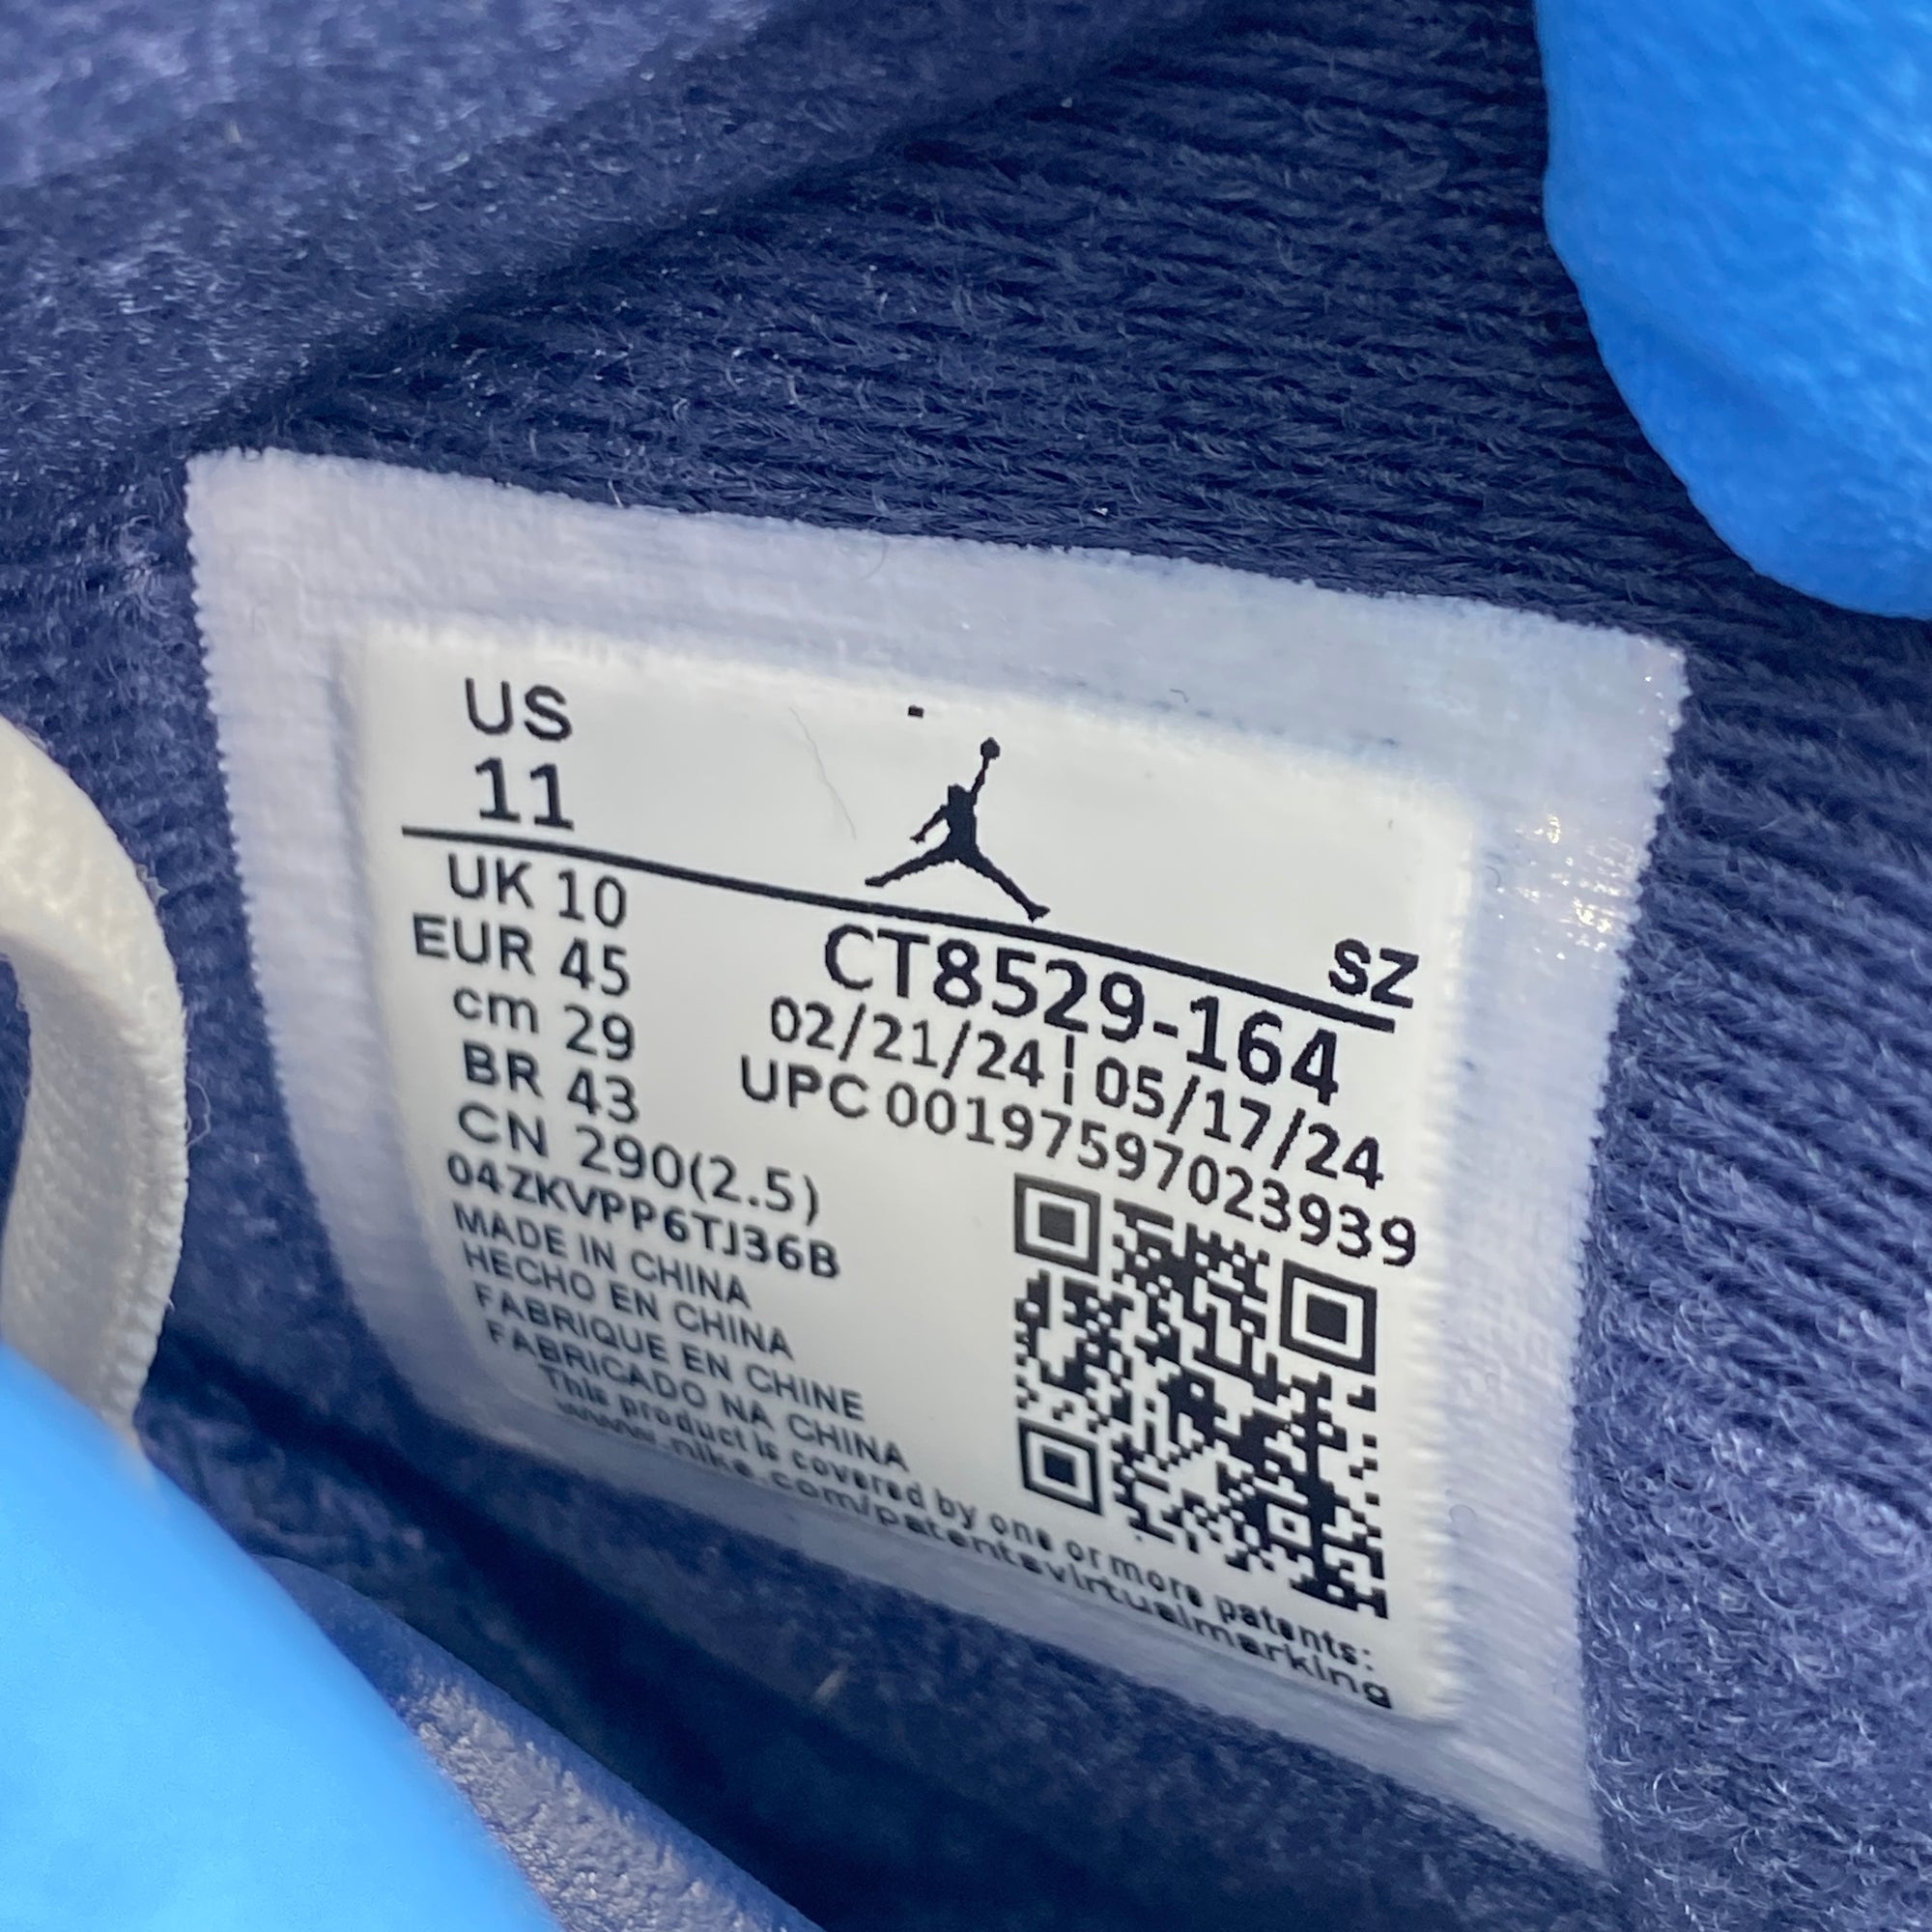 US
11
SZ
UK 10
EUR 45
cm 29
BR 43
CN 290(2.5)
04ZKVPP6TJ36B
CT8529-164
02/21/24¦05/17/24
UPC 00197597023939
MADE IN CHINA
HECHO EN CHINA
FABRIQUE EN CHINE
FABRICADO NA CHINA
This product is covered by one or more patents:
www.nike.com/patentsvirtualmarking